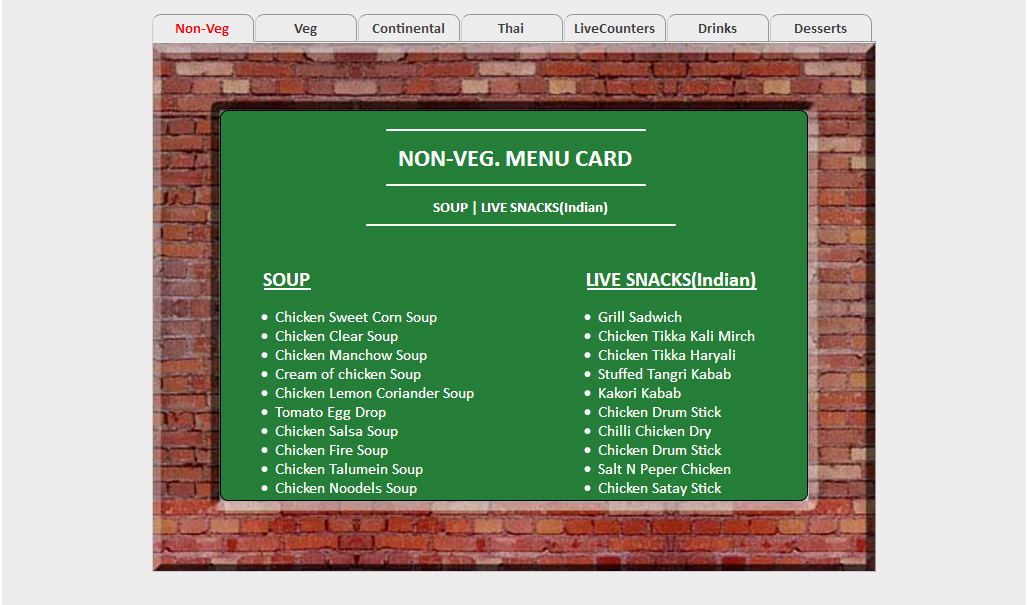 Non-Veg Veg Continental Thai LiveCounters Drinks Desserts
NON-VEG. MENU CARD
SOUP | LIVE SNACKS(Indian)
SOUP
Chicken Sweet Corn Soup
Chicken Clear Soup
Chicken Manchow Soup
Cream of chicken Soup
Chicken Lemon Coriander Soup
Tomato Egg Drop
Chicken Salsa Soup
Chicken Fire Soup
Chicken Talumein Soup
Chicken Noodels Soup
LIVE SNACKS(Indian)
Grill Sadwich
Chicken Tikka Kali Mirch
Chicken Tikka Haryali
Stuffed Tangri Kabab
Kakori Kabab
Chicken Drum Stick
Chilli Chicken Dry
Chicken Drum Stick
Salt N Peper Chicken
Chicken Satay Stick